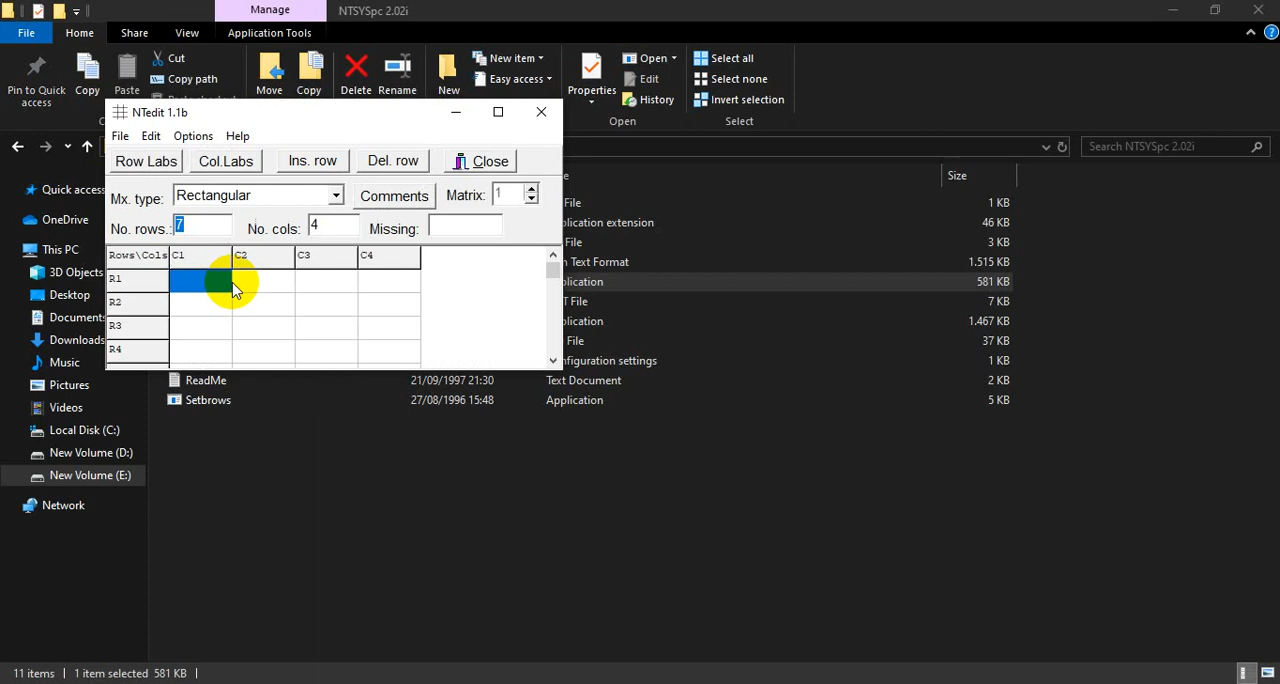 Manage
NTSYSpc 2.02i
File
Home
Share
View
Application Tools
Pin to Quick access
Copy
Paste
Cut
Copy path
Move
Copy
Delete
Rename
New
New item
Easy access
Properties
Open
Edit
History
Open
Select all
Select none
Invert selection
Select
NTedit 1.1b
File
Edit
Options
Help
Row Labs
Col.Labs
Ins. row
Del. row
Close
Mx. type:
Rectangular
Comments
Matrix:
1
No. rows.:
7
No. cols:
4
Missing:
Rows\Cols
C1
C2
C3
C4
R1
R2
R3
R4
Search NTSYSpc 2.02i
Size
Quick access
OneDrive
This PC
3D Objects
Desktop
Documents
Downloads
Music
Pictures
Videos
Local Disk (C:)
New Volume (D:)
New Volume (E:)
Network
File
1 KB
46 KB
File
3 KB
Text Format
1.515 KB
581 KB
File
7 KB
1.467 KB
File
37 KB
settings
1 KB
ReadMe
21/09/1997 21:30
Text Document
2 KB
Setbrows
27/08/1996 15:48
Application
5 KB
11 items
1 item selected 581 KB